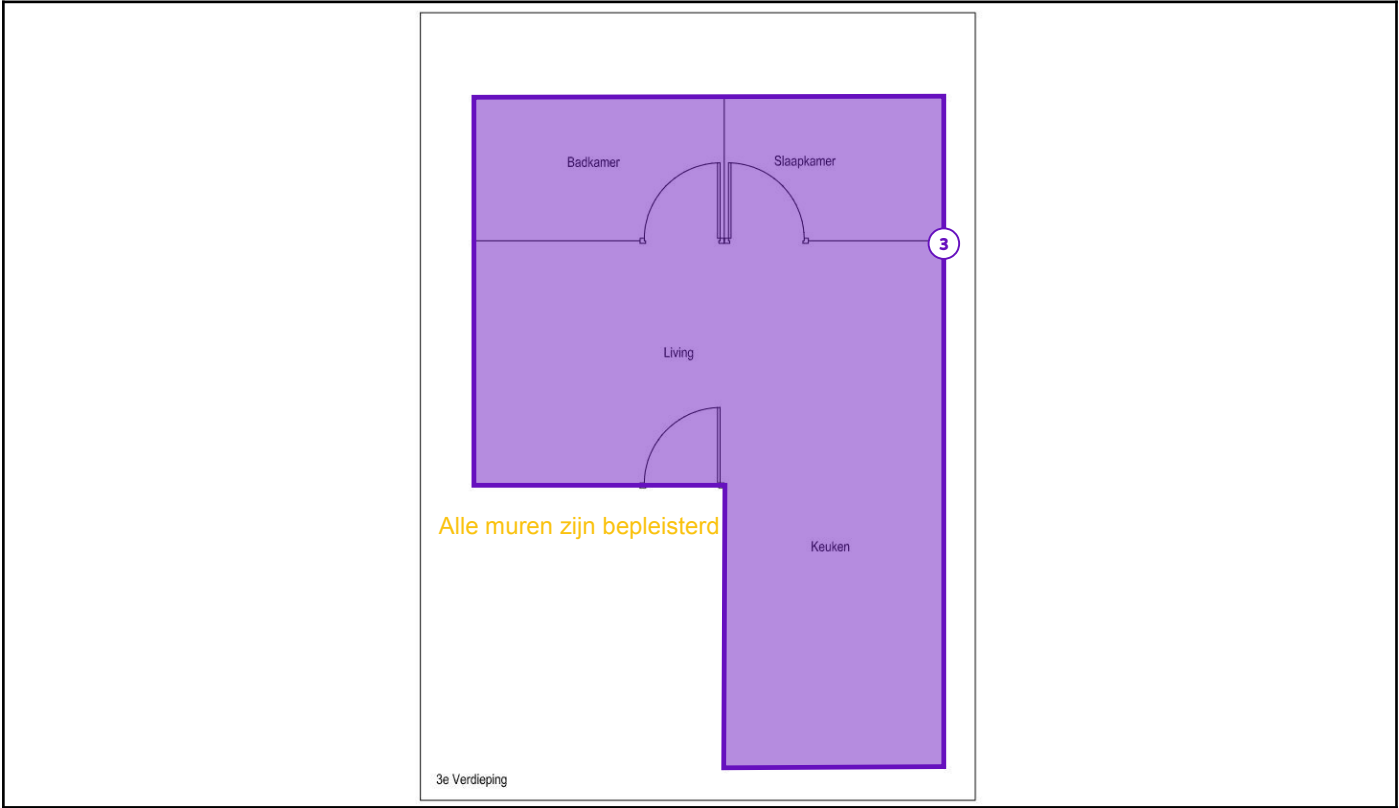 Badkamer
Slaapkamer
3
Living
Alle muren zijn bepleisterd
Keuken
3e Verdieping